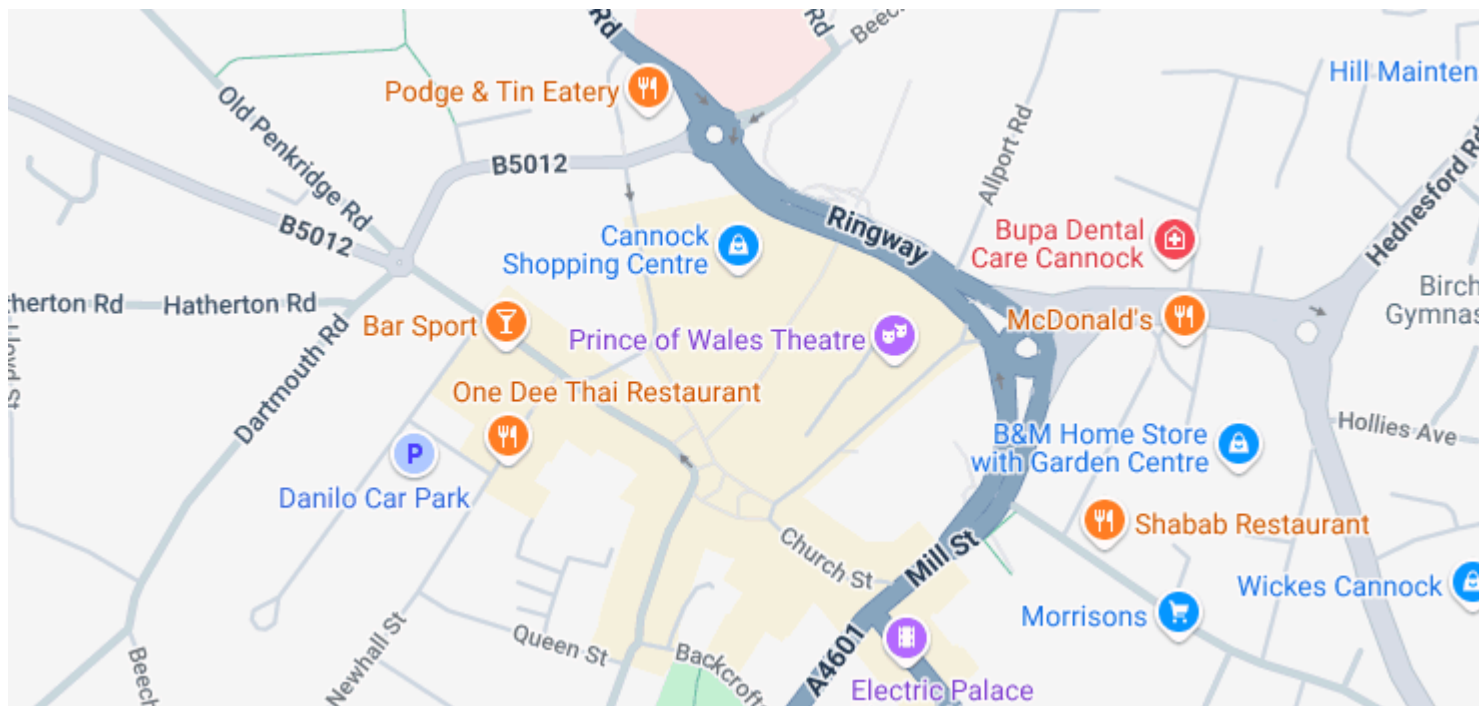 Rd
Rd
Beec
Hill Mainten
Podge & Tin Eatery
Old Penkridge Rd
B5012
Allport Rd
Hednesford Rd
B5012
Cannock
Shopping Centre
Ringway
Bupa Dental
Care Cannock
therton Rd
Hatherton Rd
Bar Sport
Prince of Wales Theatre
McDonald's
Birch
Gymnas
Dartmouth Rd
One Dee Thai Restaurant
P
Danilo Car Park
B&M Home Store
with Garden Centre
Hollies Ave
Shabab Restaurant
Church St
Mill St
Wickes Cannock
Morrisons
Newhall St
Queen St
Backcroft
A4601
Beech
Electric Palace